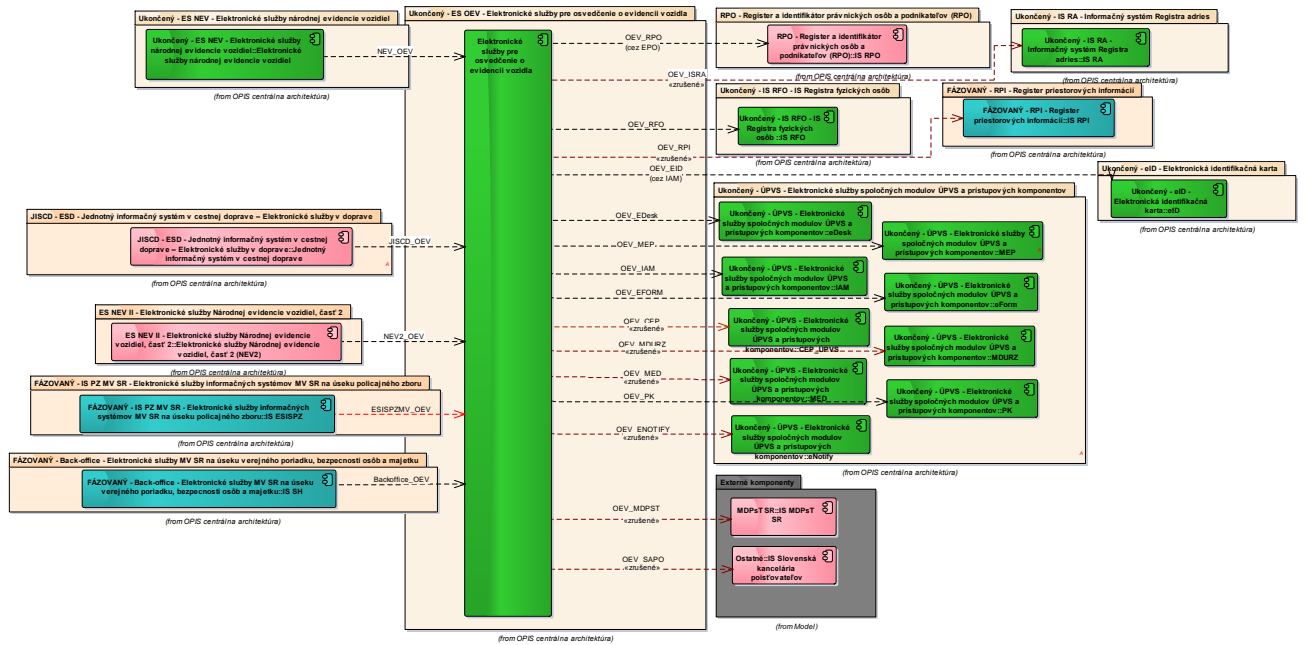 Ukončený - ES NEV - Elektronické služby národnej evidencie vozidiel
Ukončený - ES NEV - Elektronické služby
národnej evidencie vozidiel::Elektronické
služby národnej evidencie vozidiel
(from OPIS centrálna architektúra)
NEV_OEV
Ukončený - ES OEV - Elektronické služby pre osvedčenie o evidencii vozidla
Elektronické
služby pre
osvedčenie o
evidencii vozidla
(from OPIS centrálna architektúra)
JISCD - ESD - Jednotný informačný systém v cestnej doprave – Elektronické služby v doprave
JISCD - ESD - Jednotný informačný systém v cestnej
doprave – Elektronické služby v doprave::Jednotný
informačný systém v cestnej doprave
A
(from OPIS centrálna architektúra)
JISCD_OEV
ES NEV II - Elektronické služby Národnej evidencie vozidiel, časť 2
ES NEV II - Elektronické služby Národnej evidencie
vozidiel, časť 2::Elektronické služby Národnej evidencie
vozidiel, časť 2 (NEV2)
(from OPIS centrálna architektúra)
NEV2_OEV
FÁZOVANÝ - IS PZ MV SR - Elektronické služby informačných systémov MV SR na úseku policajného zboru
FÁZOVANÝ - IS PZ MV SR - Elektronické služby informačných
systémov MV SR na úseku policajného zboru::IS ESISPZ
(from OPIS centrálna architektúra)
ESISPZMV_OEV
FÁZOVANÝ - Back-office - Elektronické služby MV SR na úseku verejného poriadku, bezpecnosti osôb a majetku
FÁZOVANÝ - Back-office - Elektronické služby MV SR na úseku
verejného poriadku, bezpecnosti osôb a majetku::IS SH
(from OPIS centrálna architektúra)
Backoffice_OEV
OEV_RPO
(cez EPO)
OEV_ISRA
«zrušené»
OEV_RFO
OEV_RPI
«zrušené»
OEV_EID
(cez IAM)
OEV_EDesk
OEV_MEP
OEV_IAM
OEV_EFORM
OEV_CEP
«zrušené»
OEV_MDURZ
«zrušené»
OEV_MED
«zrušené»
OEV_PK
OEV_ENOTIFY
«zrušené»
OEV_MDPST
«zrušené»
OEV_SAPO
«zrušené»
RPO - Register a identifikátor právnických osôb a podnikateľov (RPO)
RPO - Register a identifikátor
právnických osôb a
podnikateľov (RPO)::IS RPO
(from OPIS centrálna architektúra)
Ukončený - IS RA - Informačný systém Registra adries
Ukončený - IS RA -
Informačný systém Registra
adries::IS RA
(from OPIS centrálna architektúra)
Ukončený - IS RFO - IS Registra fyzických osôb
Ukončený - IS RFO - IS
Registra fyzických
osôb ::IS RFO
(from OPIS centrálna architektúra)
FÁZOVANÝ - RPI - Register priestorových informácií
FÁZOVANÝ - RPI - Register
priestorových informácií::IS RPI
(from OPIS centrálna architektúra)
Ukončený - eID - Elektronická identifikačná karta
Ukončený - eID -
Elektronická identifikačná
karta::eID
(from OPIS centrálna architektúra)
Ukončený - ÚPVS - Elektronické služby spoločných modulov ÚPVS a prístupových komponentov
Ukončený - ÚPVS - Elektronické
služby spoločných modulov ÚPVS
a prístupových komponentov::eDesk
Ukončený - ÚPVS - Elektronické služby
spoločných modulov ÚPVS a
prístupových komponentov::MEP
Ukončený - ÚPVS - Elektronické
služby spoločných modulov ÚPVS
a prístupových komponentov::IAM
Ukončený - ÚPVS - Elektronické
služby spoločných modulov ÚPVS a
prístupových komponentov::eForm
Ukončený - ÚPVS - Elektronické
služby spoločných modulov
ÚPVS a prístupových
komponentov::CEP_ÚPVS
Ukončený - ÚPVS - Elektronické
služby spoločných modulov ÚPVS a
prístupových komponentov::MDURZ
Ukončený - ÚPVS - Elektronické
služby spoločných modulov
ÚPVS a prístupových
komponentov::MED
Ukončený - ÚPVS - Elektronické
služby spoločných modulov ÚPVS a
prístupových komponentov::PK
Ukončený - ÚPVS - Elektronické
služby spoločných modulov
ÚPVS a prístupových
komponentov::eNotify
A
(from OPIS centrálna architektúra)
Externé komponenty
MDPsT SR::IS MDPsT
SR
Ostatné::IS Slovenská
kancelária
poisťovateľov
(from Model)